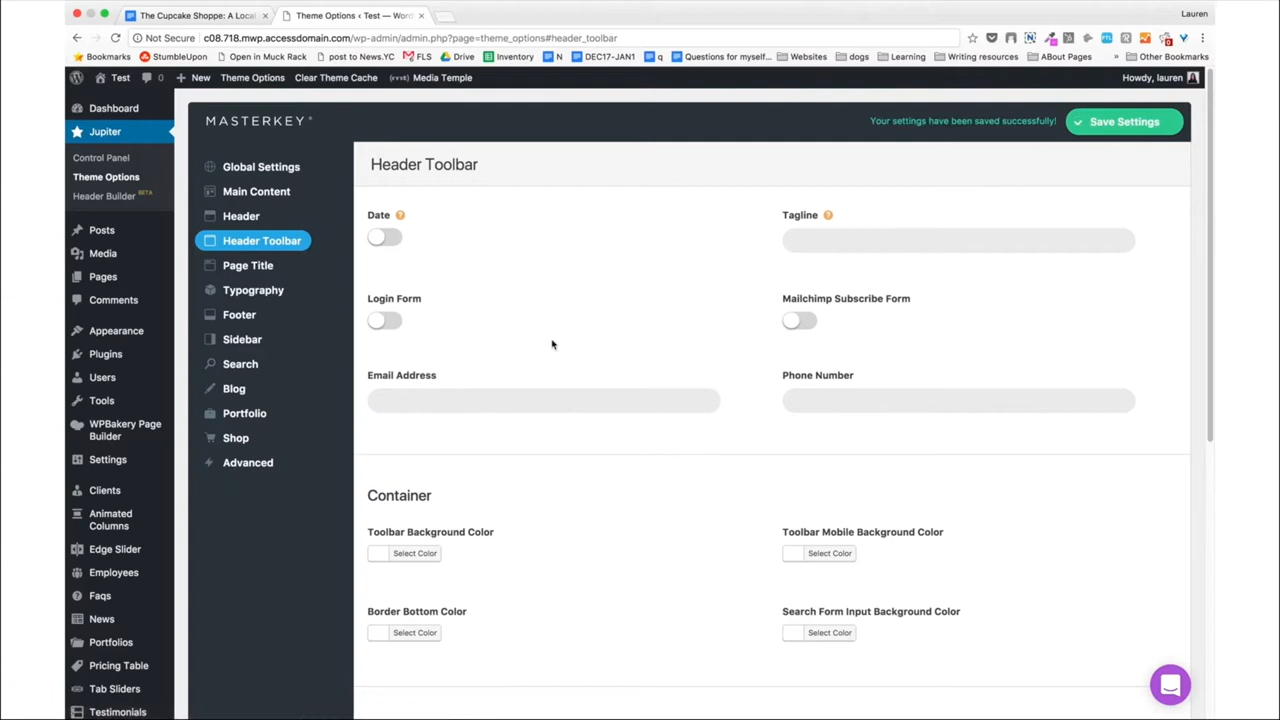 The Cupcake Shoppe: A Local
Theme Options ‹ Test — Word
Lauren
Not Secure
c08.718.mwp.accessdomain.com/wp-admin/admin.php?page=theme_options#header_toolbar
Bookmarks
StumbleUpon
Open in Muck Rack
post to News.YC
FLS
Drive
Inventory
N
DEC17-JAN1
q
Questions for myself...
Websites
dogs
Learning
Writing resources
ABout Pages
»
Other Bookmarks
Test
0
New
Theme Options
Clear Theme Cache
Media Temple
Howdy, lauren
Dashboard
Jupiter
Control Panel
Theme Options
Header Builder BETA
Posts
Media
Pages
Comments
Appearance
Plugins
Users
Tools
WPBakery Page
Builder
Settings
Clients
Animated
Columns
Edge Slider
Employees
Faqs
News
Portfolios
Pricing Table
Tab Sliders
Testimonials
MASTERKEY
Your settings have been saved successfully!
Save Settings
Global Settings
Main Content
Header
Header Toolbar
Page Title
Typography
Footer
Sidebar
Search
Blog
Portfolio
Shop
Advanced
Header Toolbar
Date ?
Tagline ?
Login Form
Mailchimp Subscribe Form
Email Address
Phone Number
Container
Toolbar Background Color
Select Color
Toolbar Mobile Background Color
Select Color
Border Bottom Color
Select Color
Search Form Input Background Color
Select Color